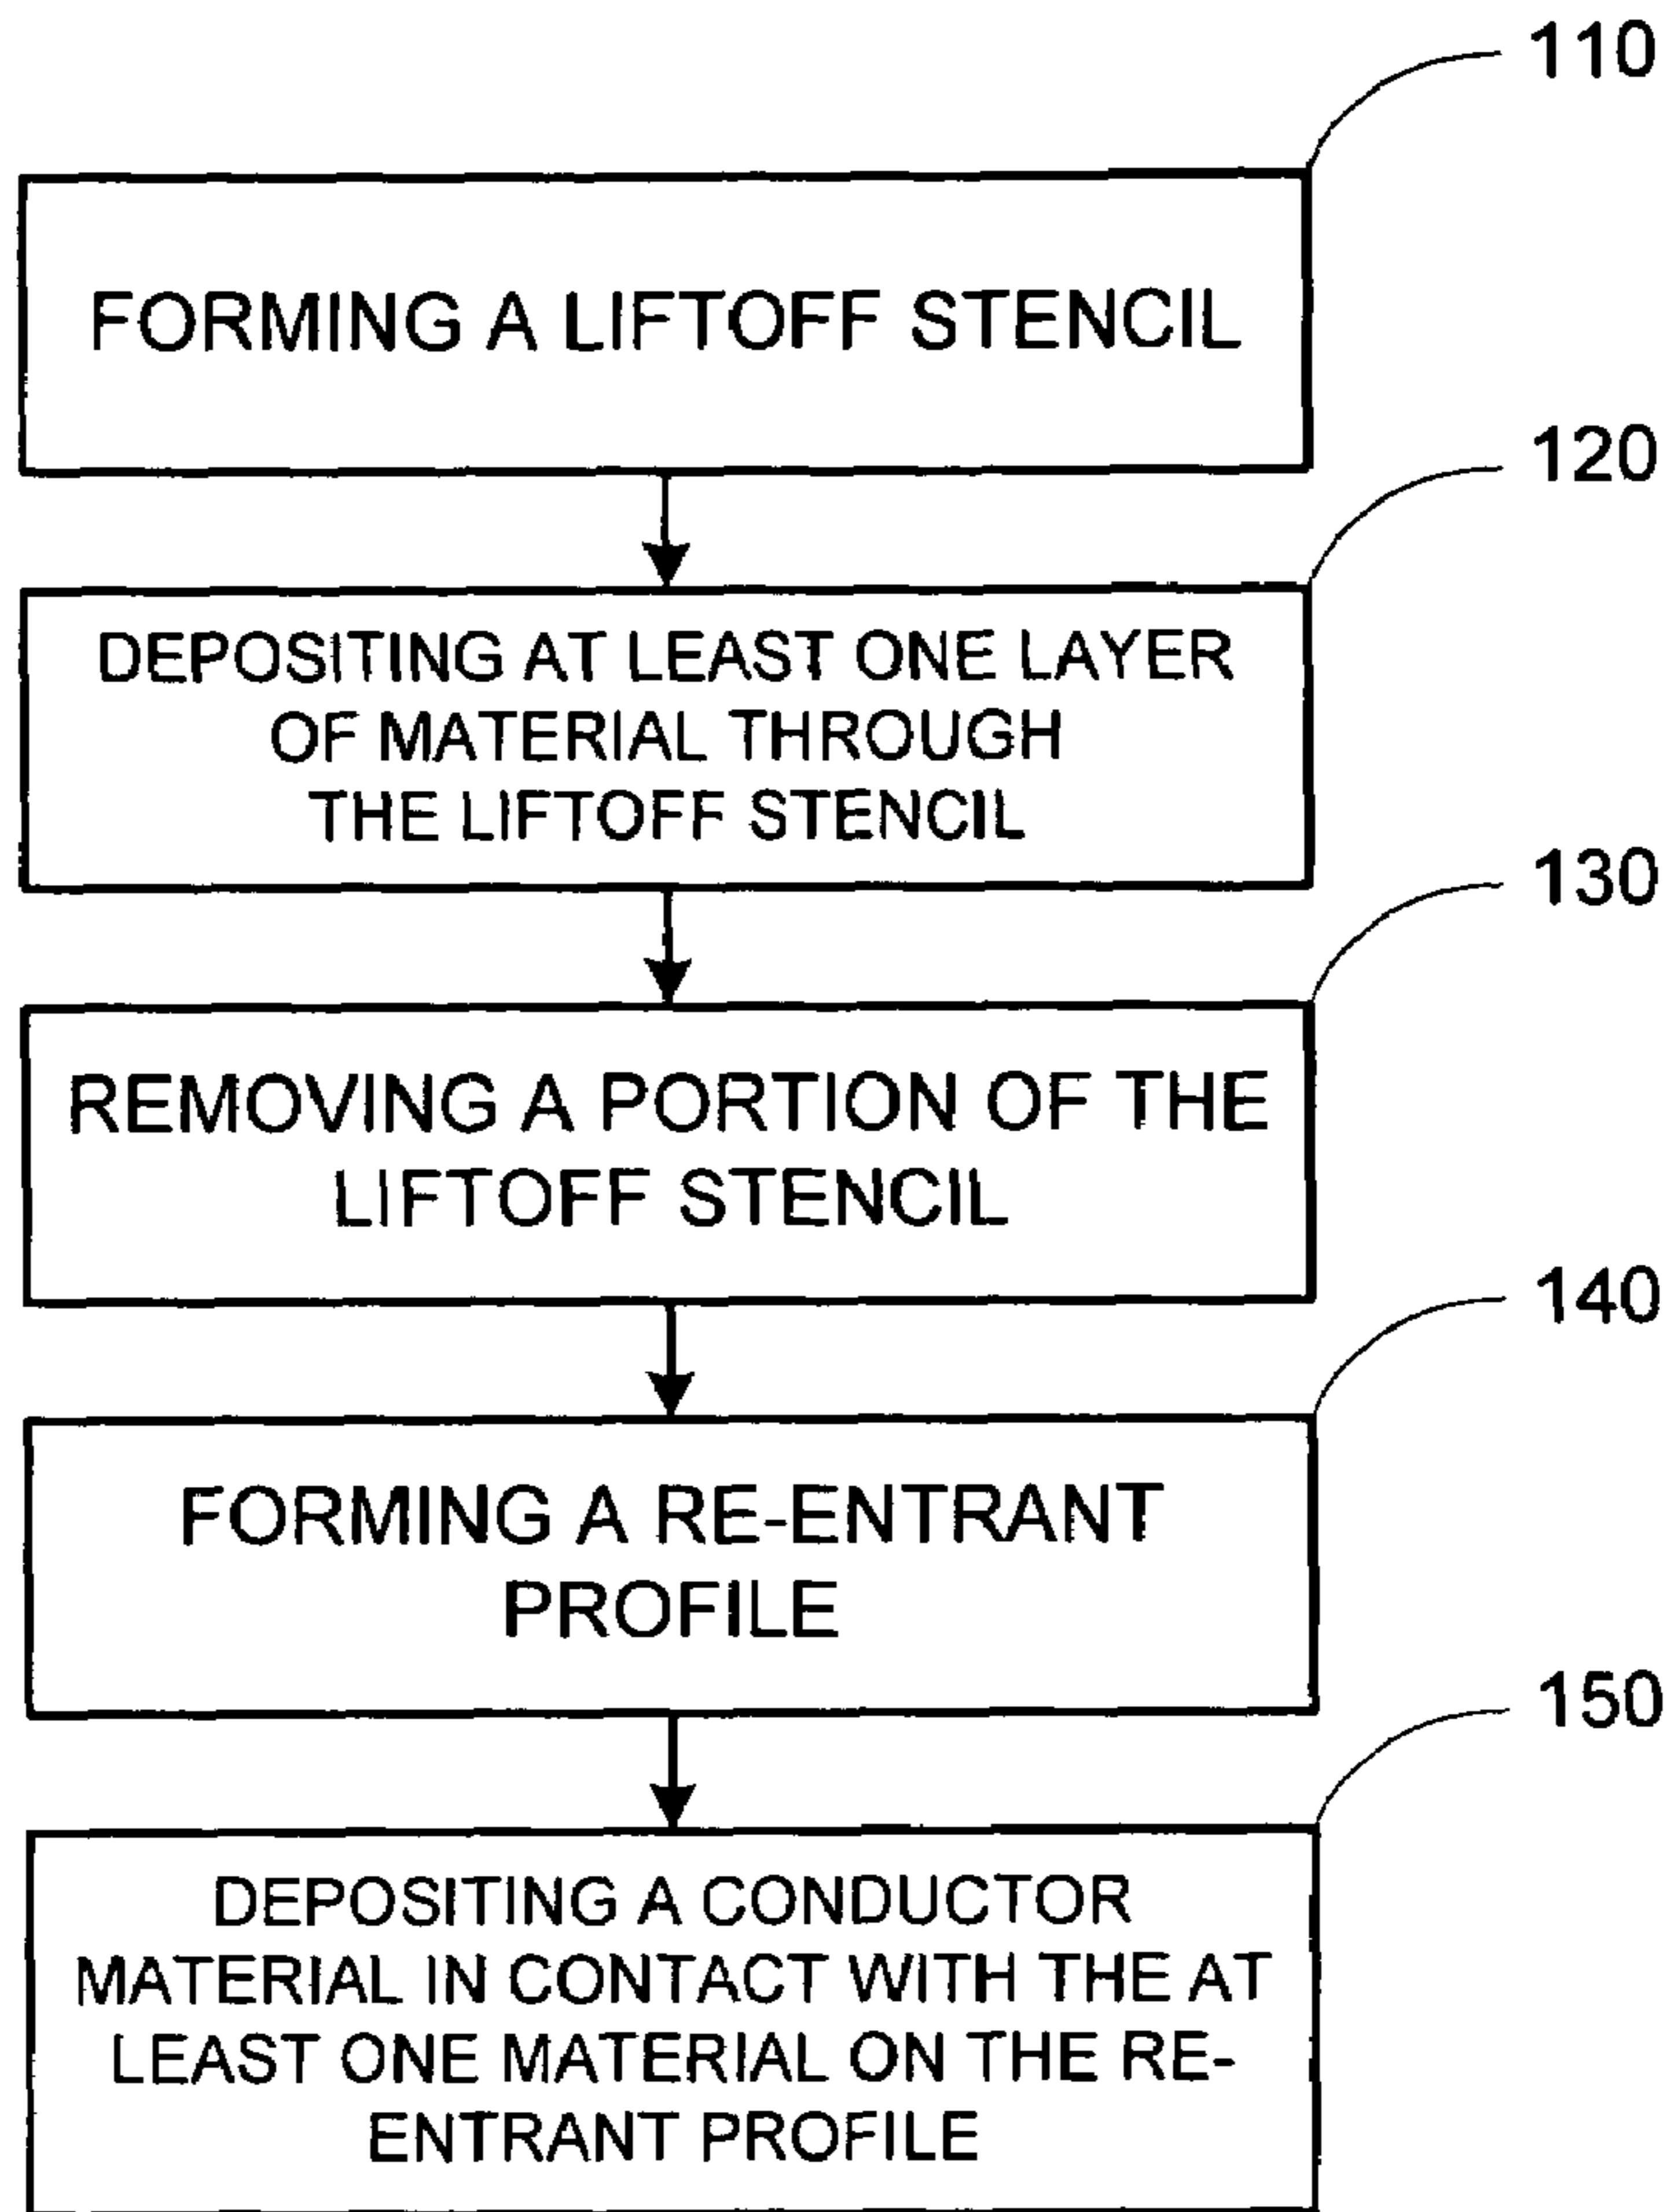 110
FORMING A LIFTOFF STENCIL
120
DEPOSITING AT LEAST ONE LAYER
OF MATERIAL THROUGH
THE LIFTOFF STENCIL
130
REMOVING A PORTION OF THE
LIFTOFF STENCIL
140
FORMING A RE-ENTRANT
PROFILE
150
DEPOSITING A CONDUCTOR
MATERIAL IN CONTACT WITH THE AT
LEAST ONE MATERIAL ON THE RE-
ENTRANT PROFILE